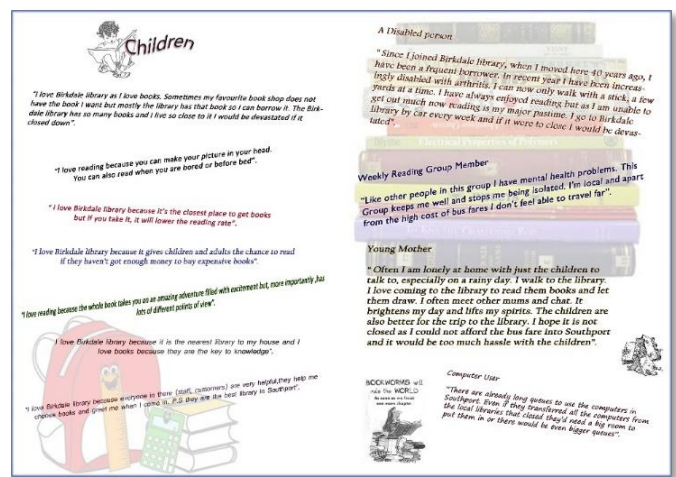 Children
"I love Birkdale library as I love books. Sometimes my favourite book shop does not
have the book I want but mostly the library has that book so I can borrow it. The Birk-
dale library has so many books and I live so close to it I would be devastated if it
closed down".
"I love reading because you can make your picture in your head.
You can also read when you are bored or before bed".
" I love Birkdale library because it's the closest place to get books
but if you take it, it will lower the reading rate".
"I love Birkdale library because it gives children and adults the chance to read
if they haven't got enough money to buy expensive books".
"I love reading because the whole book takes you on an amazing adventure filled with excitement but, more importantly ,has
lots of different points of view".
"I love Birkdale library because it is the nearest library to my house and I
love books because they are the key to knowledge".
"I love Birkdale library because everyone in there (staff, customers) are very helpful,they help me
choose books and greet me when I come in. P.S they are the best library in Southport".
A Disabled person
" Since I joined Birkdale library, when I moved here 40 years ago, I
have been a frquent borrower. In recent year I have been increas-
ingly disabled with arthritis. I can now only walk with a stick, a few
yards at a time. I have always enjoyed reading but as I am unable to
get out much now reading is my major pastime. I go to Birkdale
library by car every week and if it were to close I would be devas-
tated".
Weekly Reading Group Member
"Like other people in this group I have mental health problems. This
Group keeps me well and stops me being isolated. I'm local and apart
from the high cost of bus fares I don't feel able to travel far".
Young Mother
" Often I am lonely at home with just the children to
talk to, especially on a rainy day. I walk to the library.
I love coming to the library to read them books and let
them draw. I often meet other mums and chat. It
brightens my day and lifts my spirits. The children are
also better for the trip to the library. I hope it is not
closed as I could not afford the bus fare into Southport
and it would be too much hassle with the children".
BOOKWORMS will
rule the WORLD
Computer User
"There are already long queues to use the computers in
Southport. Even if they transferred all the computers from
the local libraries that closed they'd need a big room to
put them in or there would be even bigger queues".